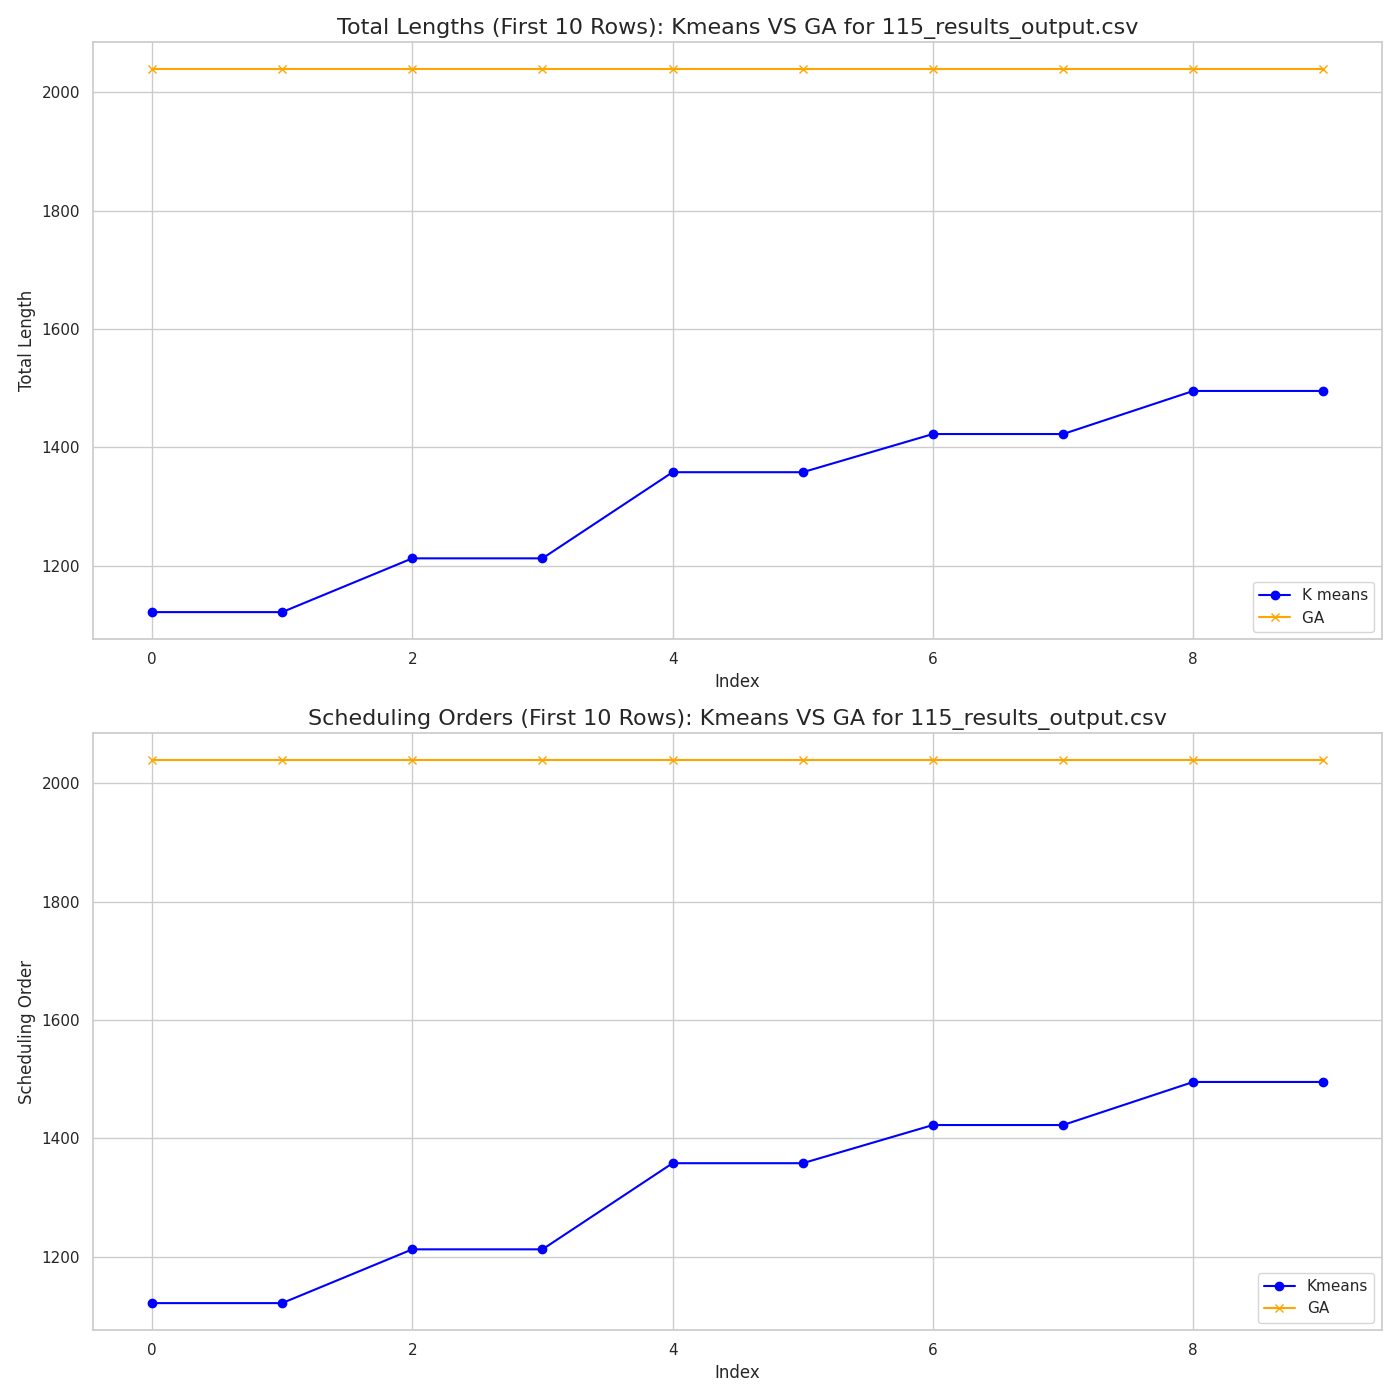 Total Lengths (First 10 Rows): Kmeans VS GA for 115_results_output.csv
2000
1800
1600
1400
1200
Total Length
K means
GA
0 2 4 6 8
Index
Scheduling Orders (First 10 Rows): Kmeans VS GA for 115_results_output.csv
2000
1800
1600
1400
1200
Scheduling Order
Kmeans
GA
0 2 4 6 8
Index